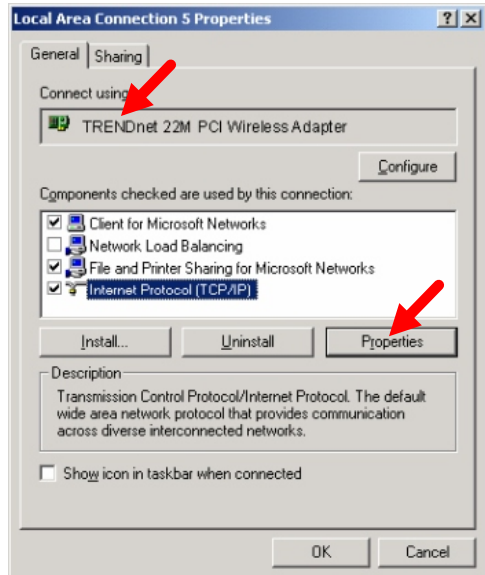 Local Area Connection 5 Properties
General Sharing
Connect using
TRENDnet 22M PCI Wireless Adapter
Configure
Components checked are used by this connection:
Client for Microsoft Networks
Network Load Balancing
File and Printer Sharing for Microsoft Networks
Internet Protocol (TCP/IP)
Install... Uninstall Properties
Description
Transmission Control Protocol/Internet Protocol. The default
wide area network protocol that provides communication
across diverse interconnected networks.
Show icon in taskbar when connected
OK Cancel